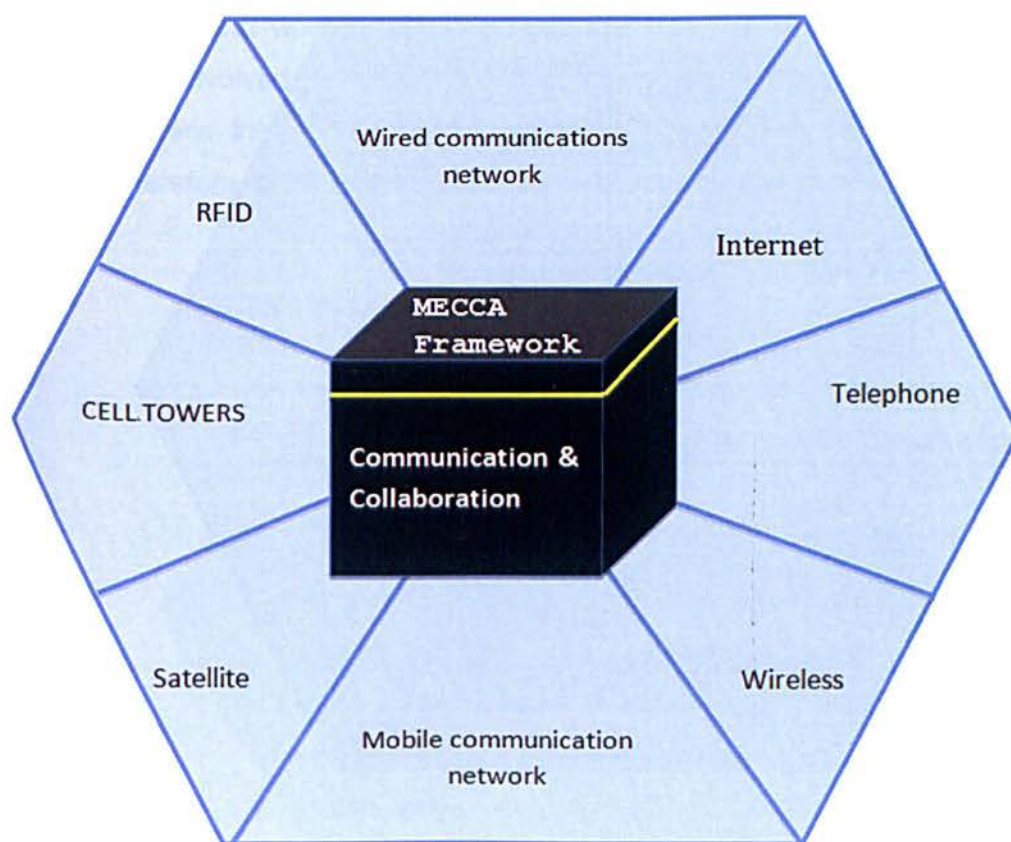 Wired communications
network
RFID
Internet
MECCA
Framework
CELL.TOWERS
Telephone
Communication &
Collaboration
Satellite
Wireless
Mobile communication
network